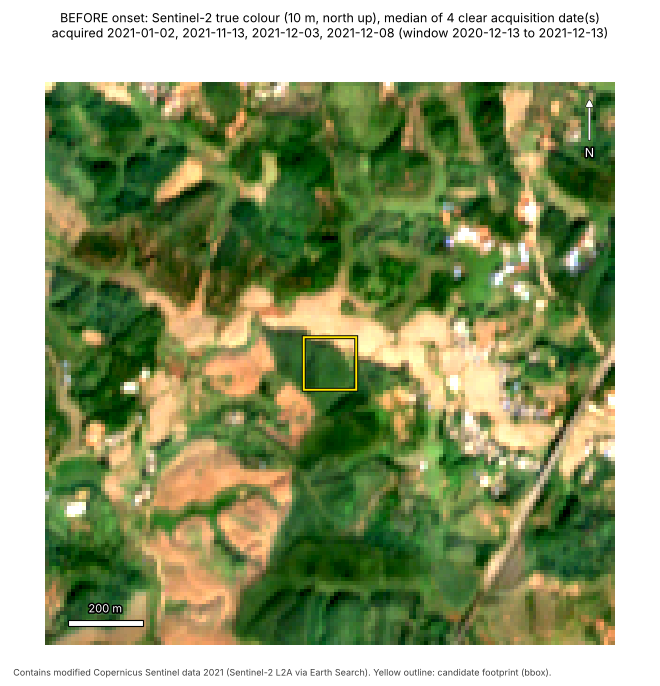 BEFORE onset: Sentinel-2 true colour (10 m, north up), median of 4 clear acquisition date(s)
acquired 2021-01-02, 2021-11-13, 2021-12-03, 2021-12-08 (window 2020-12-13 to 2021-12-13)
N
200 m
Contains modified Copernicus Sentinel data 2021 (Sentinel-2 L2A via Earth Search). Yellow outline: candidate footprint (bbox).